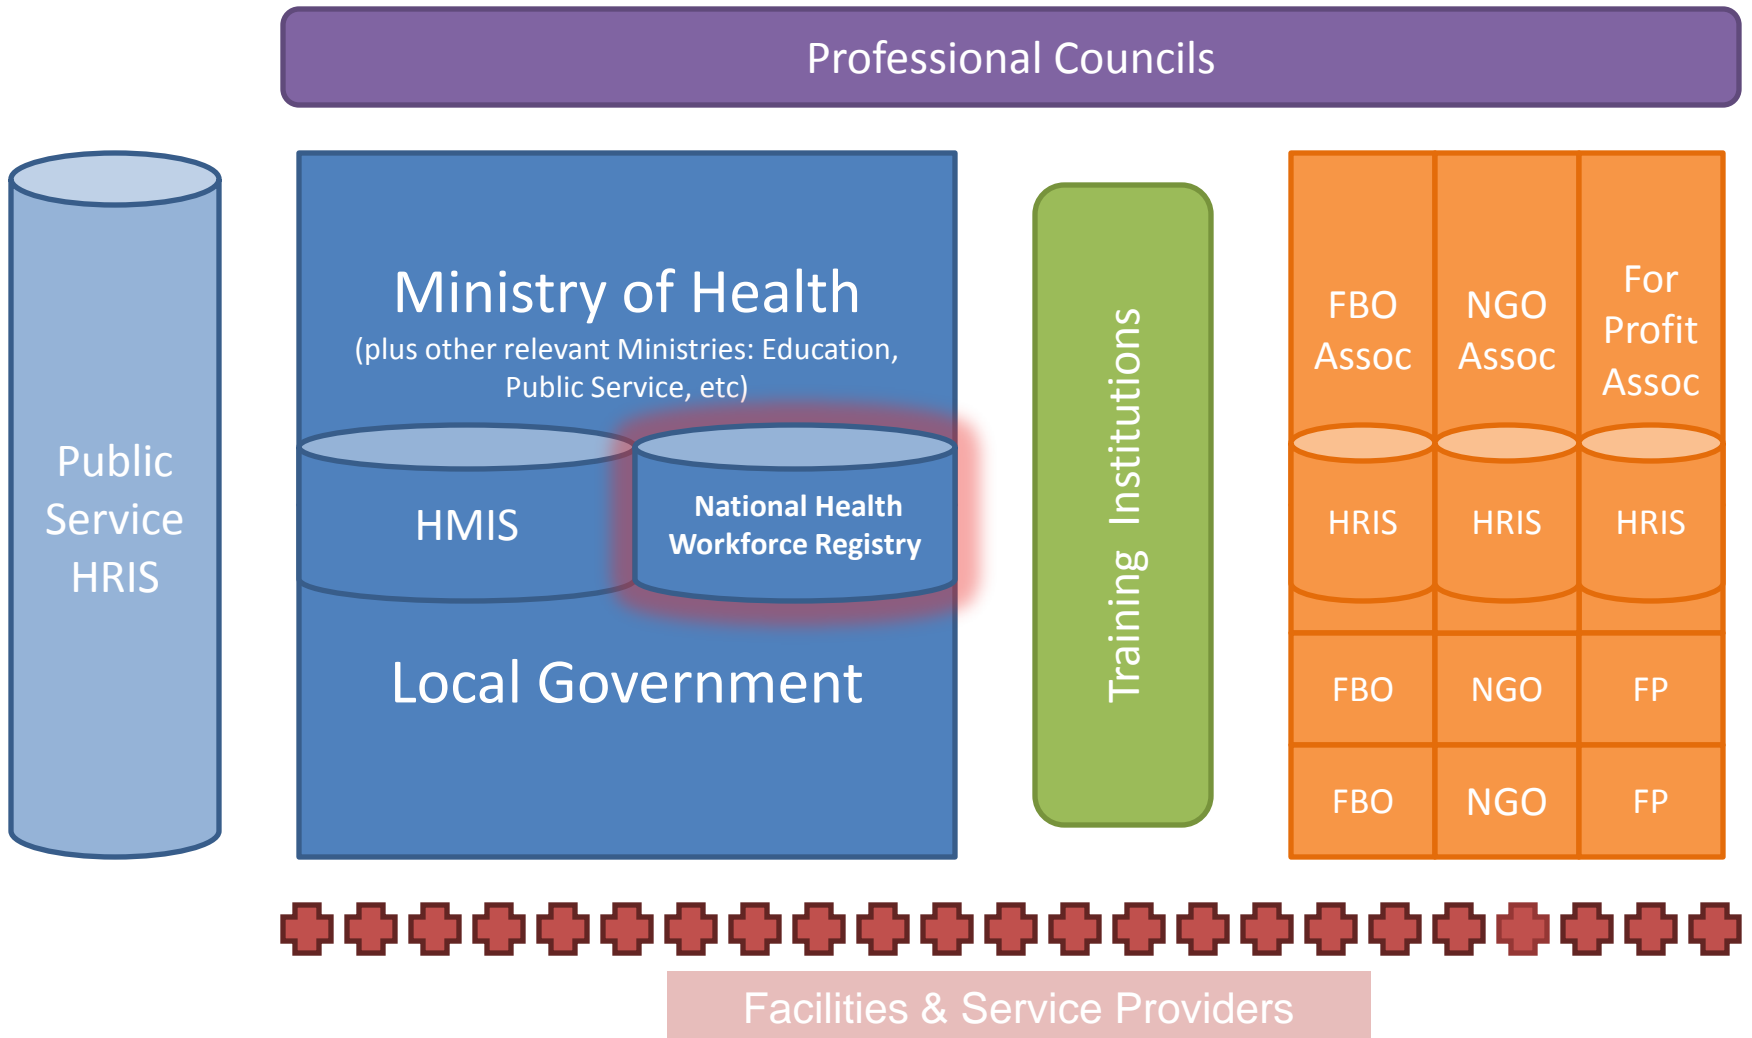 Professional Councils
Public
Service
HRIS
Ministry of Health
(plus other relevant Ministries: Education,
Public Service, etc)
HMIS
National Health
Workforce Registry
Local Government
Training Institutions
FBO
Assoc
NGO
Assoc
For
Profit
Assoc
HRIS
HRIS
HRIS
FBO
NGO
FP
FBO
NGO
FP
Facilities & Service Providers